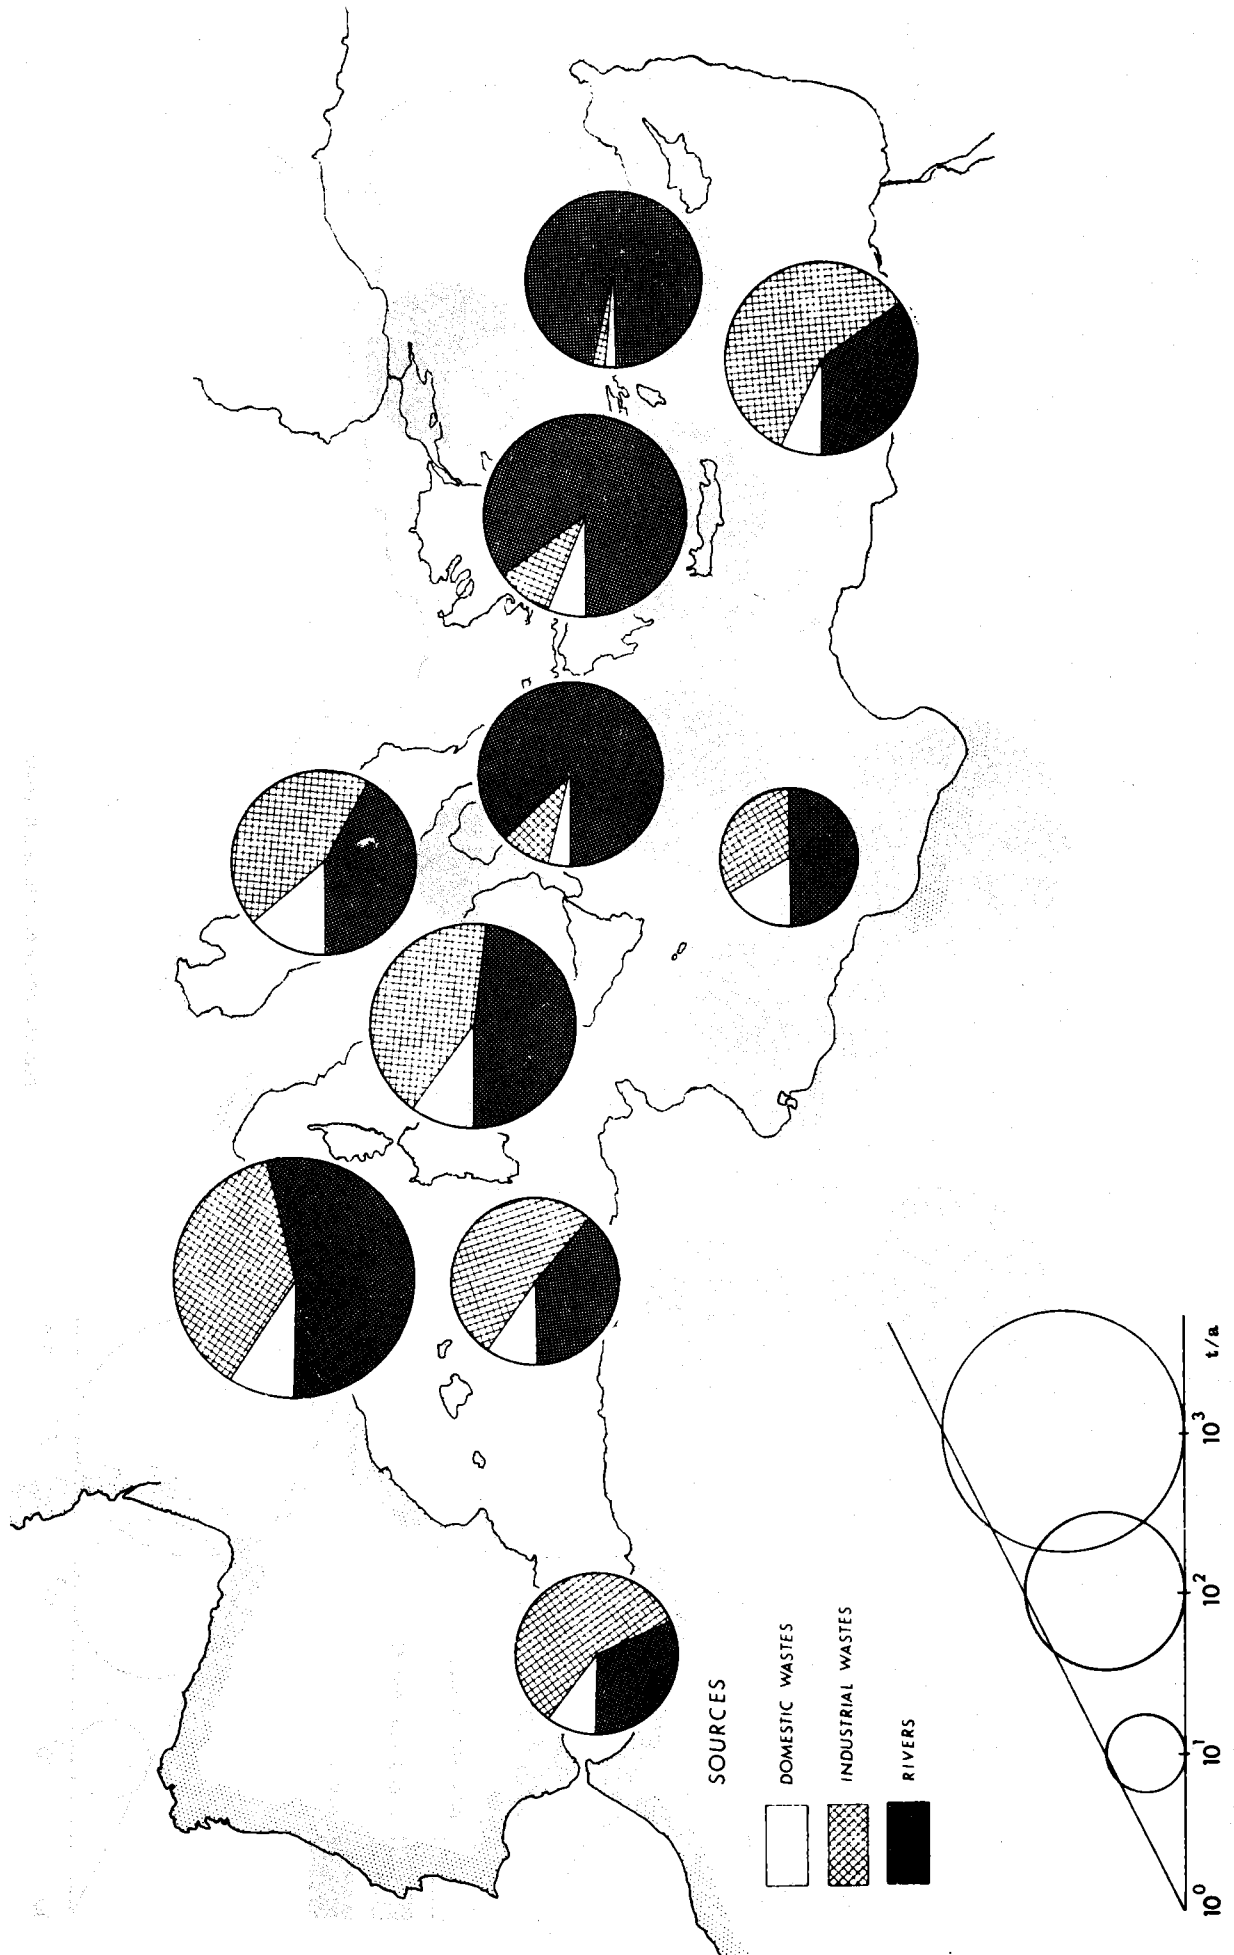 SOURCES
DOMESTIC WASTES
INDUSTRIAL WASTES
RIVERS
10⁰ 10¹ 10² 10³ t/a